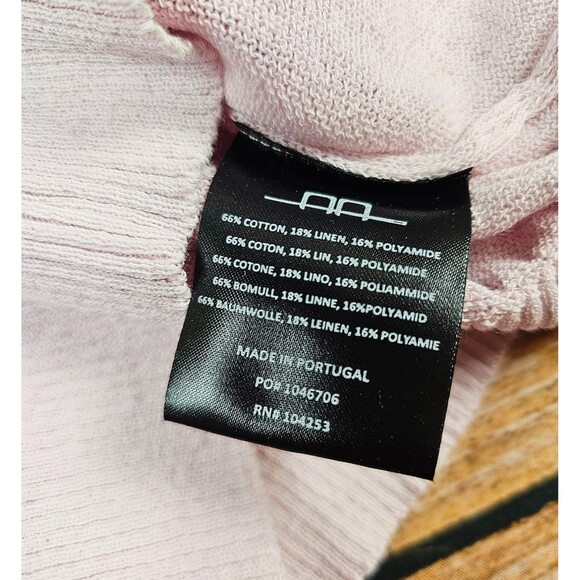 AA
66% COTTON, 18% LINEN, 16% POLYAMIDE
66% COTON, 18% LIN, 16% POLYAMIDE
66% COTONE, 18% LINO, 16% POLIAMMIDE
66% BOMULL, 18% LINNE, 16%POLYAMID
66% BAUMWOLLE, 18% LEINEN, 16% POLYAMIE
MADE IN PORTUGAL
PO# 1046706
RN# 104253